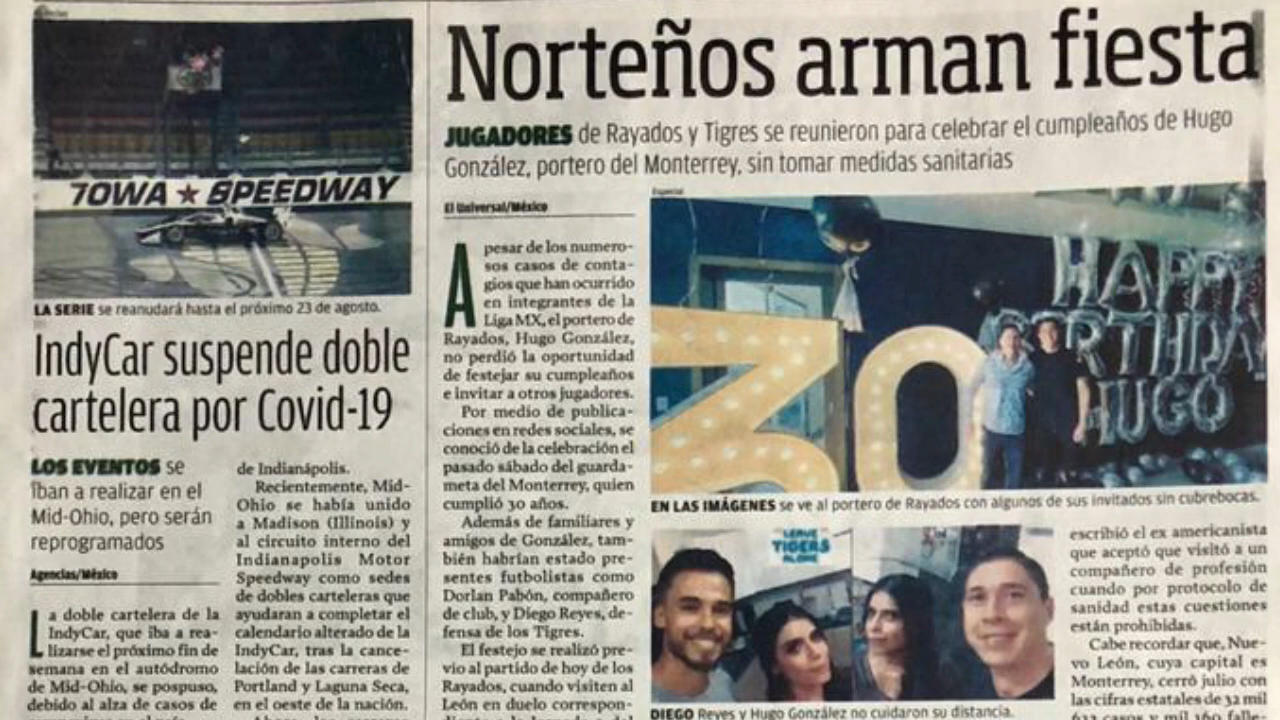 IOWA ★ SPEEDWAY
LA SERIE se reanudará hasta el próximo 23 de agosto.
IndyCar suspende doble
cartelera por Covid-19
LOS EVENTOS se
iban a realizar en el
Mid-Ohio, pero serán
reprogramados
Agencias/México
La doble cartelera de la
IndyCar, que iba a rea-
lizarse el próximo fin de
semana en el autódromo
de Mid-Ohio, se pospuso,
debido al alza de casos de
de Indianápolis.
Recientemente, Mid-
Ohio se había unido
a Madison (Illinois) y
al circuito interno del
Indianapolis Motor
Speedway como sedes
de dobles carteleras que
ayudaran a completar el
calendario alterado de la
IndyCar, tras la cance-
lación de las carreras de
Portland y Laguna Seca,
en el oeste de la nación.
Norteños arman fiesta
JUGADORES de Rayados y Tigres se reunieron para celebrar el cumpleaños de Hugo
González, portero del Monterrey, sin tomar medidas sanitarias
El Universal/México
A pesar de los numero-
sos casos de conta-
gios que han ocurrido
en integrantes de la
Liga MX, el portero de
Rayados, Hugo González,
no perdió la oportunidad
de festejar su cumpleaños
e invitar a otros jugadores.
Por medio de publica-
ciones en redes sociales, se
conoció de la celebración el
pasado sábado del guarda-
meta del Monterrey, quien
cumplió 30 años.
Además de familiares y
amigos de González, tam-
bién habrían estado pre-
sentes futbolistas como
Dorlan Pabón, compañero
de club, y Diego Reyes, de-
fensa de los Tigres.
El festejo se realizó pre-
vio al partido de hoy de los
Rayados, cuando visiten al
León en duelo correspon-
Especial
30
HAPPY
BIRTHDAY
HUGO
EN LAS IMÁGENES se ve al portero de Rayados con algunos de sus invitados sin cubrebocas.
LEAVE
TIGERS
ALONE
DIEGO Reyes y Hugo González no cuidaron su distancia.
escribió el ex americanista
que aceptó que visitó a un
compañero de profesión
cuando por protocolo de
sanidad estas cuestiones
están prohibidas.
Cabe recordar que, Nue-
vo León, cuya capital es
Monterrey, cerró julio con
las cifras estatales de 32 mil